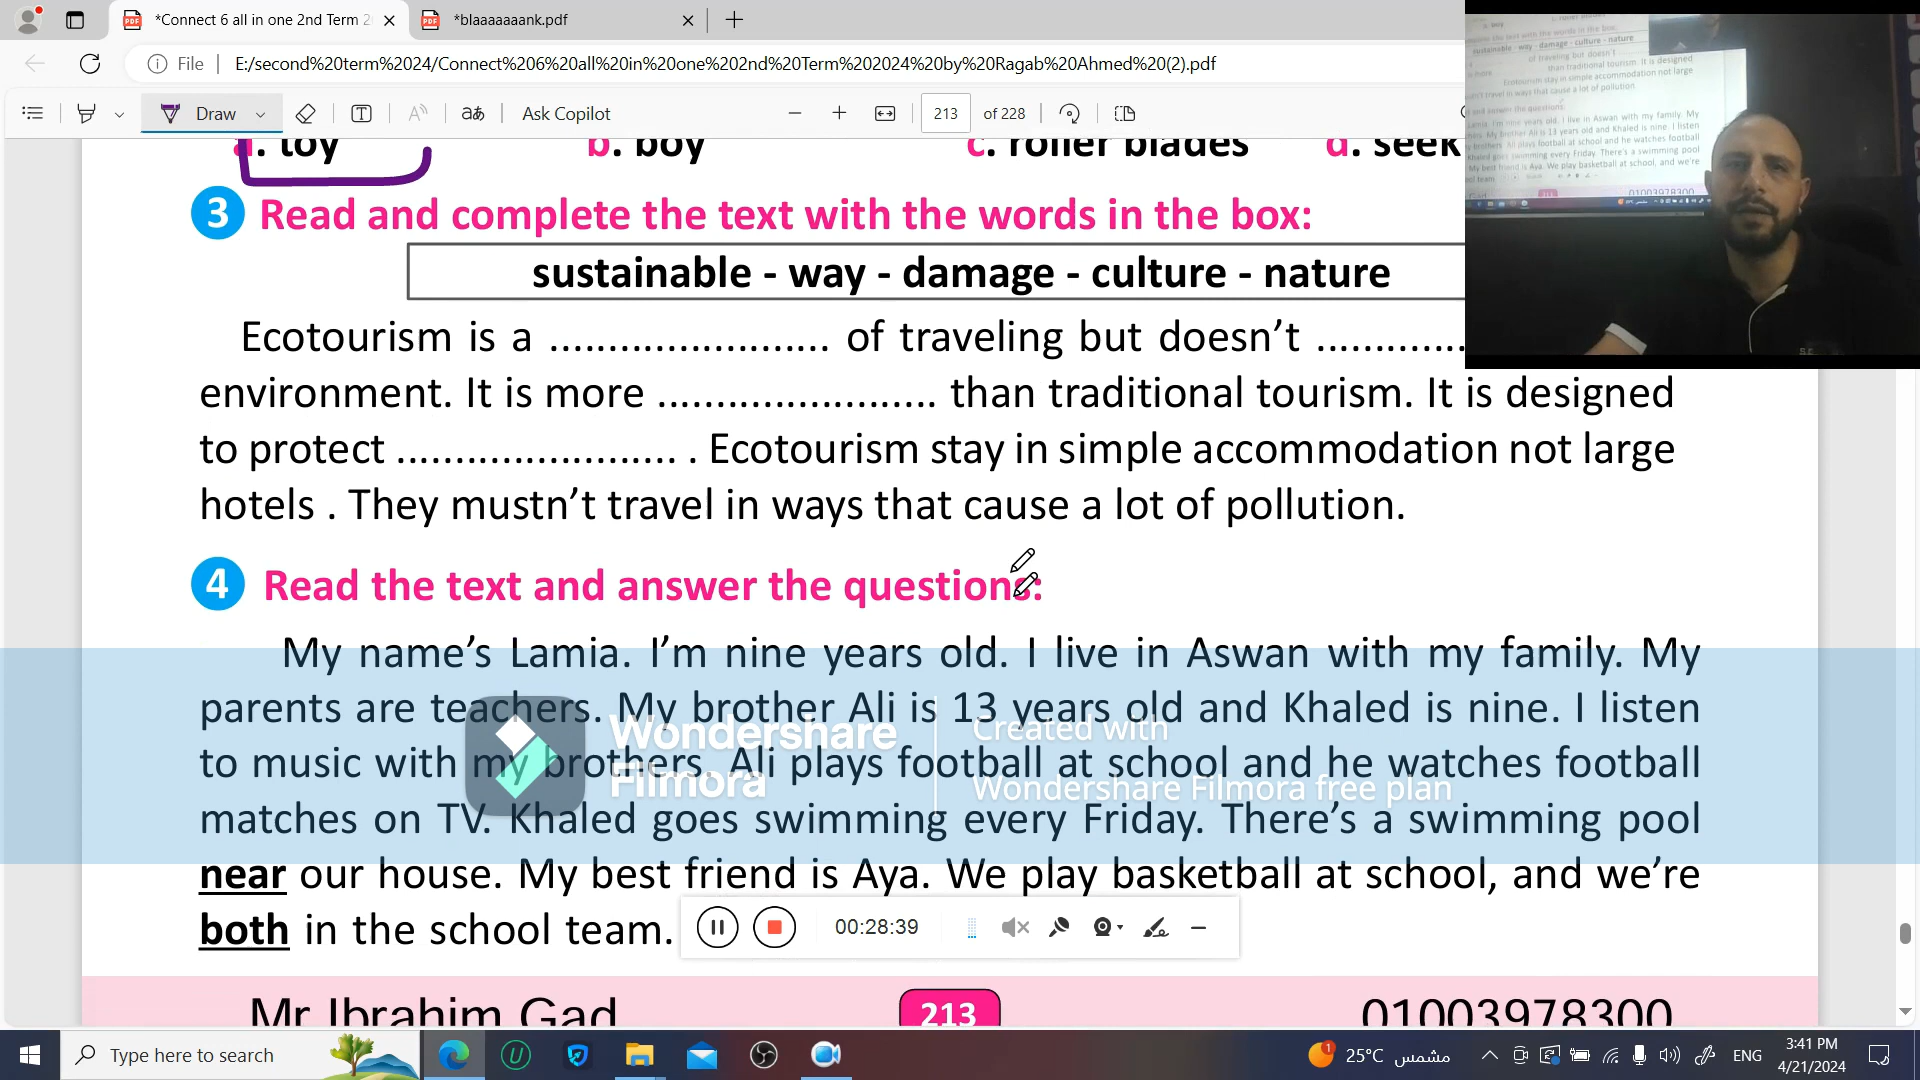 *Connect 6 all in one 2nd Term 2
*blaaaaaaank.pdf
File
E:/second%20term%2024/Connect%206%20all%20in%20one%202nd%20Term%202024%20by%20Ragab%20Ahmed%20(2).pdf
Draw
aあ
Ask Copilot
213 of 228
a. toy b. boy c. roller blades d. seek
3 Read and complete the text with the words in the box:
sustainable - way - damage - culture - nature
Ecotourism is a ........................ of traveling but doesn’t .............
environment. It is more ........................ than traditional tourism. It is designed
to protect ........................ . Ecotourism stay in simple accommodation not large
hotels . They mustn’t travel in ways that cause a lot of pollution.
4 Read the text and answer the questions:
My name’s Lamia. I’m nine years old. I live in Aswan with my family. My
parents are teachers. My brother Ali is 13 years old and Khaled is nine. I listen
to music with my brothers. Ali plays football at school and he watches football
matches on TV. Khaled goes swimming every Friday. There’s a swimming pool
near our house. My best friend is Aya. We play basketball at school, and we’re
both in the school team.
Wondershare
Filmora
Created with
Wondershare Filmora free plan
00:28:39
Mr Ibrahim Gad 213 01003978300
Type here to search
25°C مشمس
ENG
3:41 PM
4/21/2024